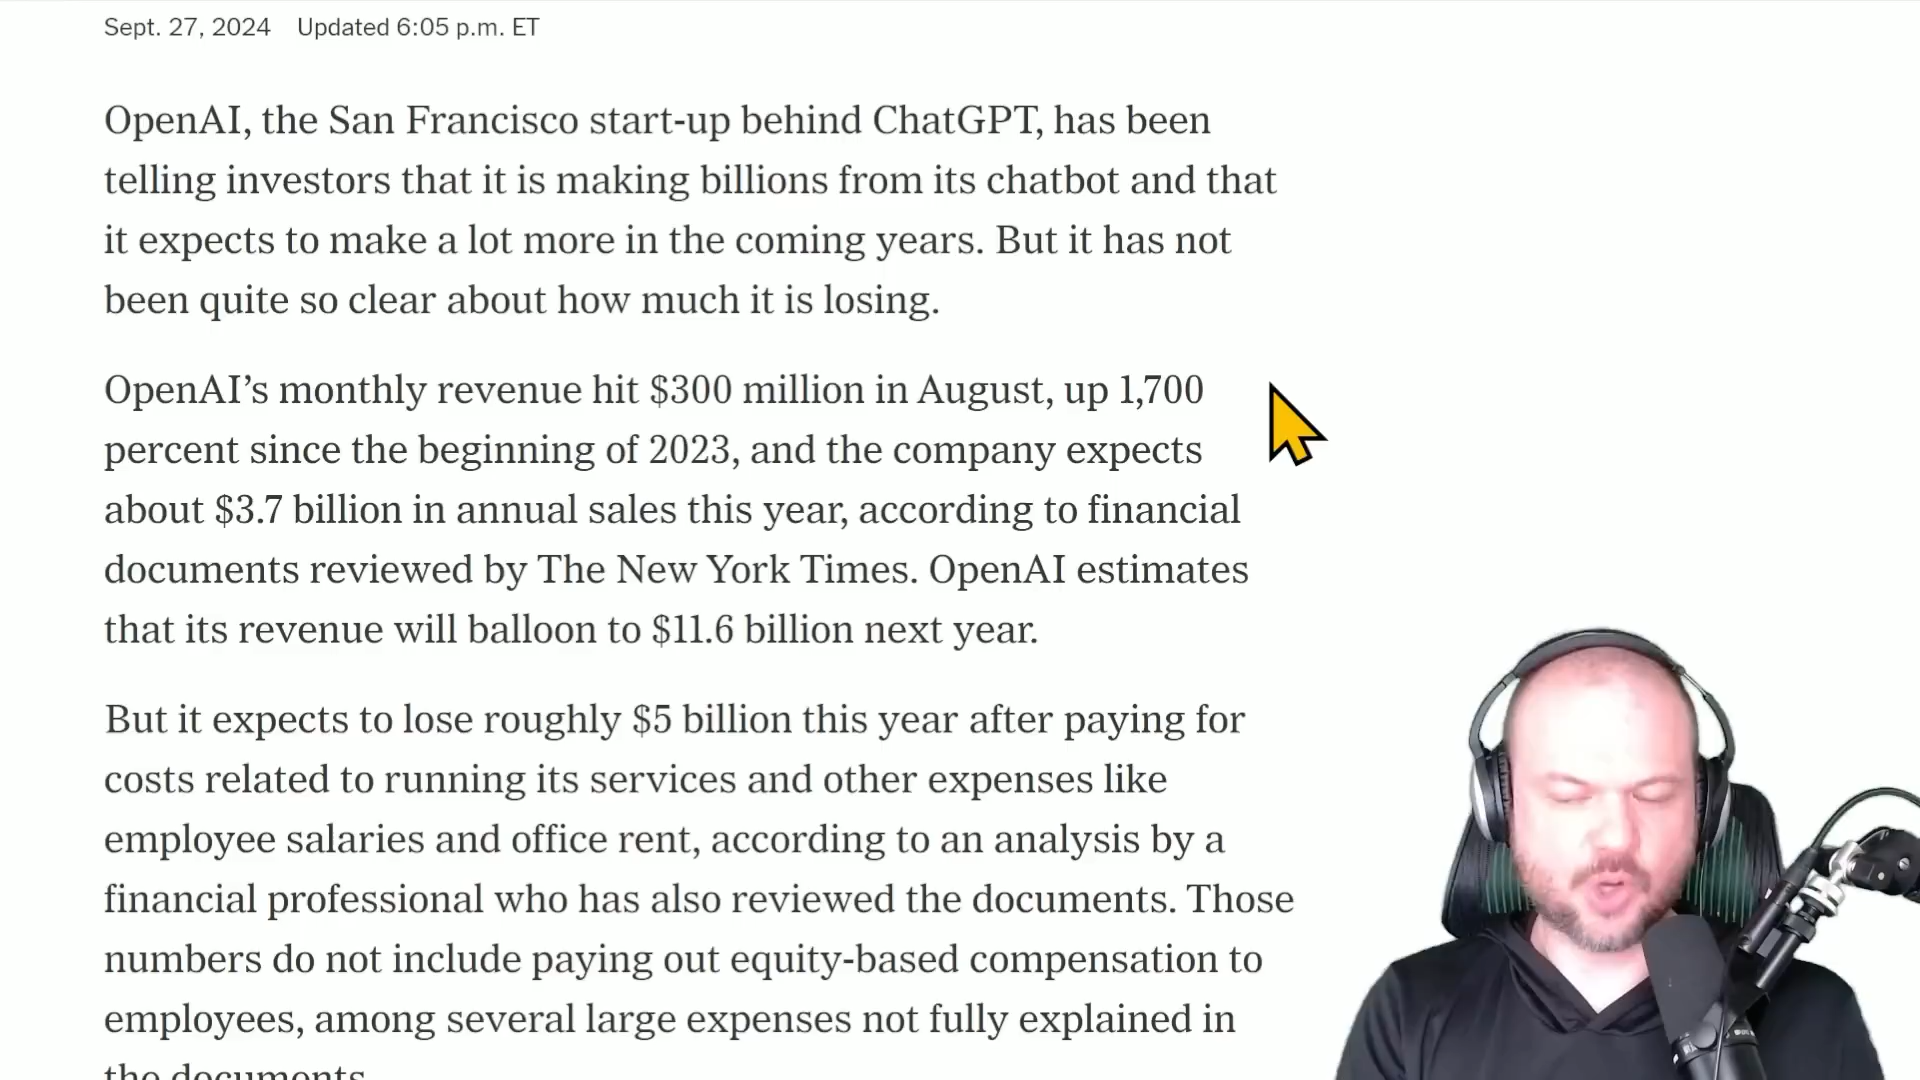 Sept. 27, 2024 Updated 6:05 p.m. ET
OpenAI, the San Francisco start-up behind ChatGPT, has been
telling investors that it is making billions from its chatbot and that
it expects to make a lot more in the coming years. But it has not
been quite so clear about how much it is losing.
OpenAI’s monthly revenue hit $300 million in August, up 1,700
percent since the beginning of 2023, and the company expects
about $3.7 billion in annual sales this year, according to financial
documents reviewed by The New York Times. OpenAI estimates
that its revenue will balloon to $11.6 billion next year.
But it expects to lose roughly $5 billion this year after paying for
costs related to running its services and other expenses like
employee salaries and office rent, according to an analysis by a
financial professional who has also reviewed the documents. Those
numbers do not include paying out equity-based compensation to
employees, among several large expenses not fully explained in
the documents.